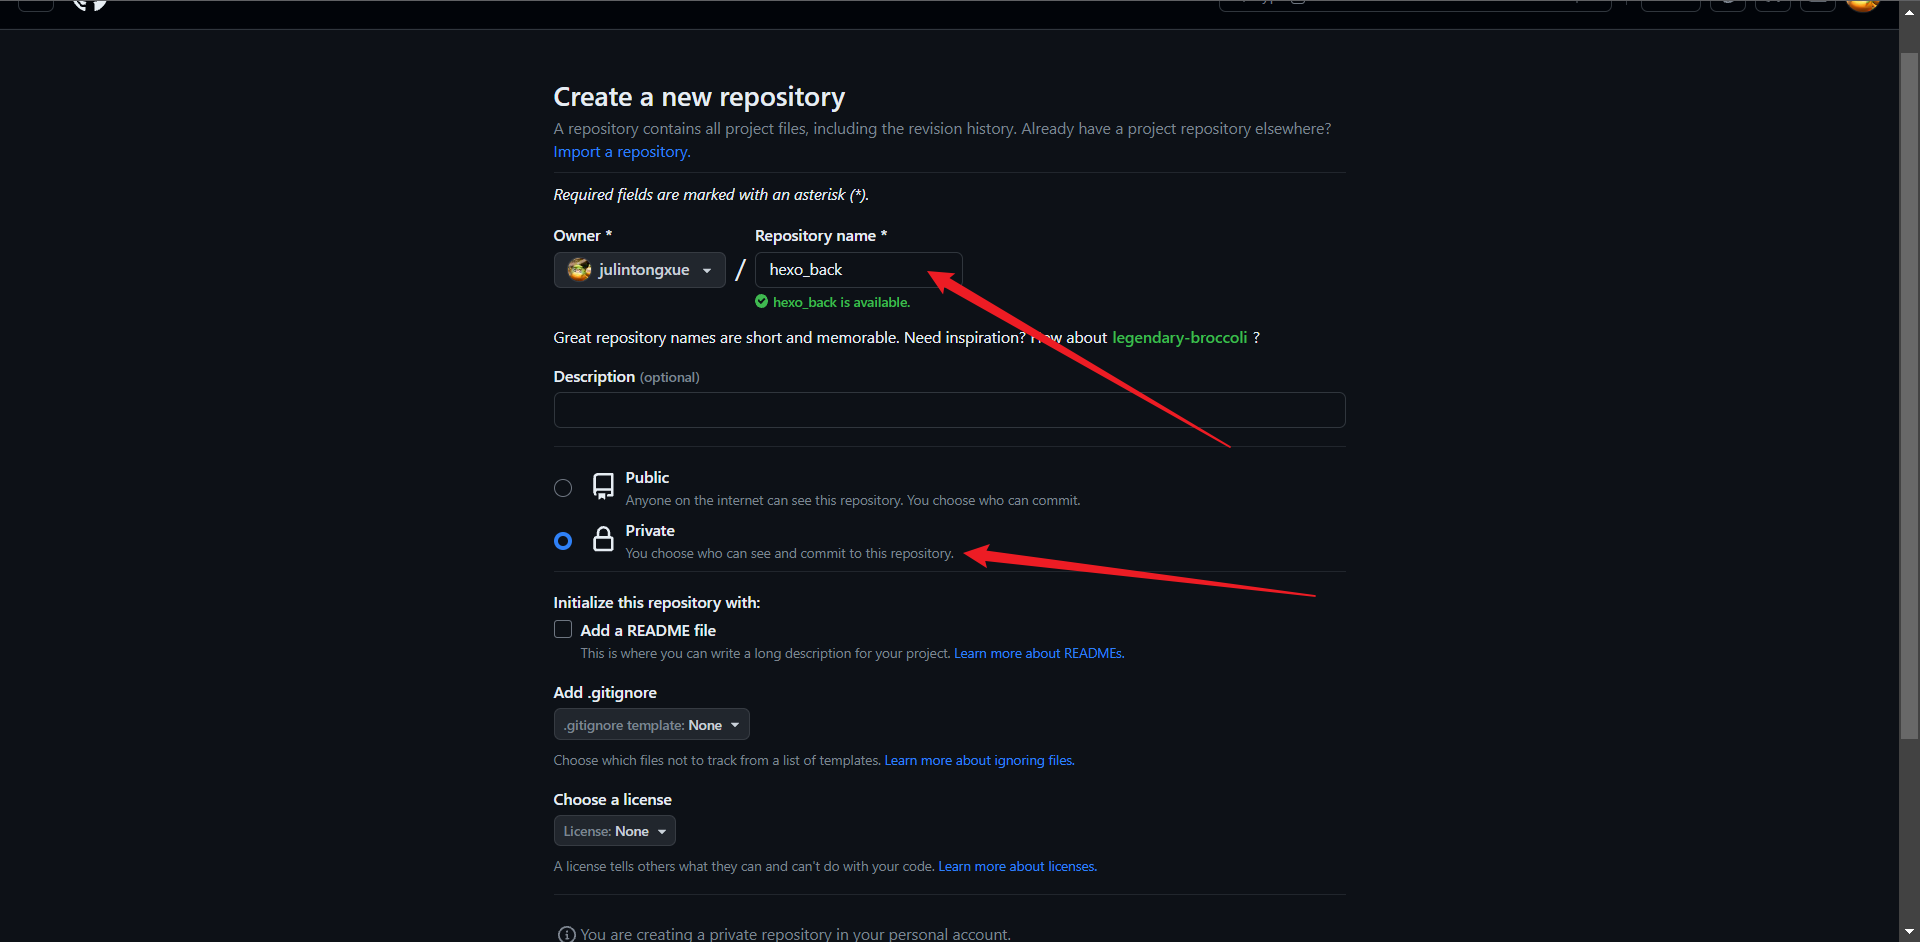 Create a new repository
A repository contains all project files, including the revision history. Already have a project repository elsewhere?
Import a repository.
Required fields are marked with an asterisk (*).
Owner *
Repository name *
julintongxue
/
hexo_back
hexo_back is available.
Great repository names are short and memorable. Need inspiration? How about legendary-broccoli ?
Description (optional)
Public
Anyone on the internet can see this repository. You choose who can commit.
Private
You choose who can see and commit to this repository.
Initialize this repository with:
Add a README file
This is where you can write a long description for your project. Learn more about READMEs.
Add .gitignore
.gitignore template: None
Choose which files not to track from a list of templates. Learn more about ignoring files.
Choose a license
License: None
A license tells others what they can and can't do with your code. Learn more about licenses.
You are creating a private repository in your personal account.